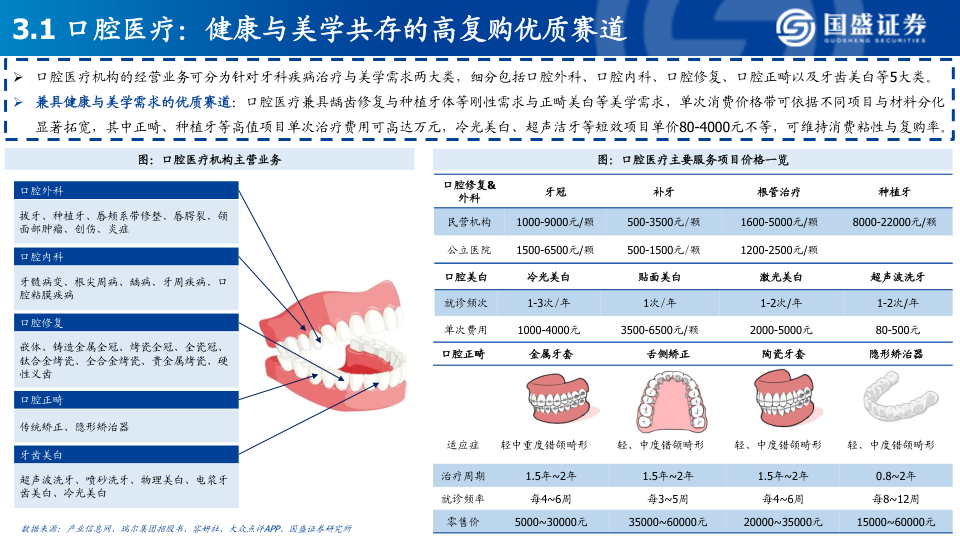 3.1 口腔医疗：健康与美学共存的高复购优质赛道
国盛证券
GUOSHENG SECURITIES
➢ 口腔医疗机构的经营业务可分为针对牙科疾病治疗与美学需求两大类，细分包括口腔外科、口腔内科、口腔修复、口腔正畸以及牙齿美白等5大类。
➢ 兼具健康与美学需求的优质赛道：口腔医疗兼具龋齿修复与种植牙体等刚性需求与正畸美白等美学需求，单次消费价格带可依据不同项目与材料分化
显著拓宽，其中正畸、种植牙等高值项目单次治疗费用可高达万元，冷光美白、超声洁牙等短效项目单价80-4000元不等，可维持消费粘性与复购率。
图：口腔医疗机构主营业务
口腔外科
拔牙、种植牙、唇颊系带修整、唇腭裂、颌
面部肿瘤、创伤、炎症
口腔内科
牙髓病变、根尖周病、龋病、牙周疾病、口
腔粘膜疾病
口腔修复
嵌体、铸造金属全冠、烤瓷全冠、全瓷冠、
钛合金烤瓷、全合金烤瓷、贵金属烤瓷、硬
性义齿
口腔正畸
传统矫正、隐形矫治器
牙齿美白
超声波洗牙、喷砂洗牙、物理美白、电浆牙
齿美白、冷光美白
图：口腔医疗主要服务项目价格一览
口腔修复&
外科 牙冠 补牙 根管治疗 种植牙
民营机构 1000-9000元/颗 500-3500元/颗 1600-5000元/颗 8000-22000元/颗
公立医院 1500-6500元/颗 500-1500元/颗 1200-2500元/颗
口腔美白 冷光美白 贴面美白 激光美白 超声波洗牙
就诊频次 1-3次/年 1次/年 1-2次/年 1-2次/年
单次费用 1000-4000元 3500-6500元/颗 2000-5000元 80-500元
口腔正畸 金属牙套 舌侧矫正 陶瓷牙套 隐形矫治器
适应症 轻中重度错颌畸形 轻、中度错颌畸形 轻、中度错颌畸形 轻、中度错颌畸形
治疗周期 1.5年~2年 1.5年~2年 1.5年~2年 0.8~2年
就诊频率 每4~6周 每3~5周 每4~6周 每8~12周
零售价 5000~30000元 35000~60000元 20000~35000元 15000~60000元
数据来源：产业信息网、瑞尔集团招股书、容妍社、大众点评APP、国盛证券研究所